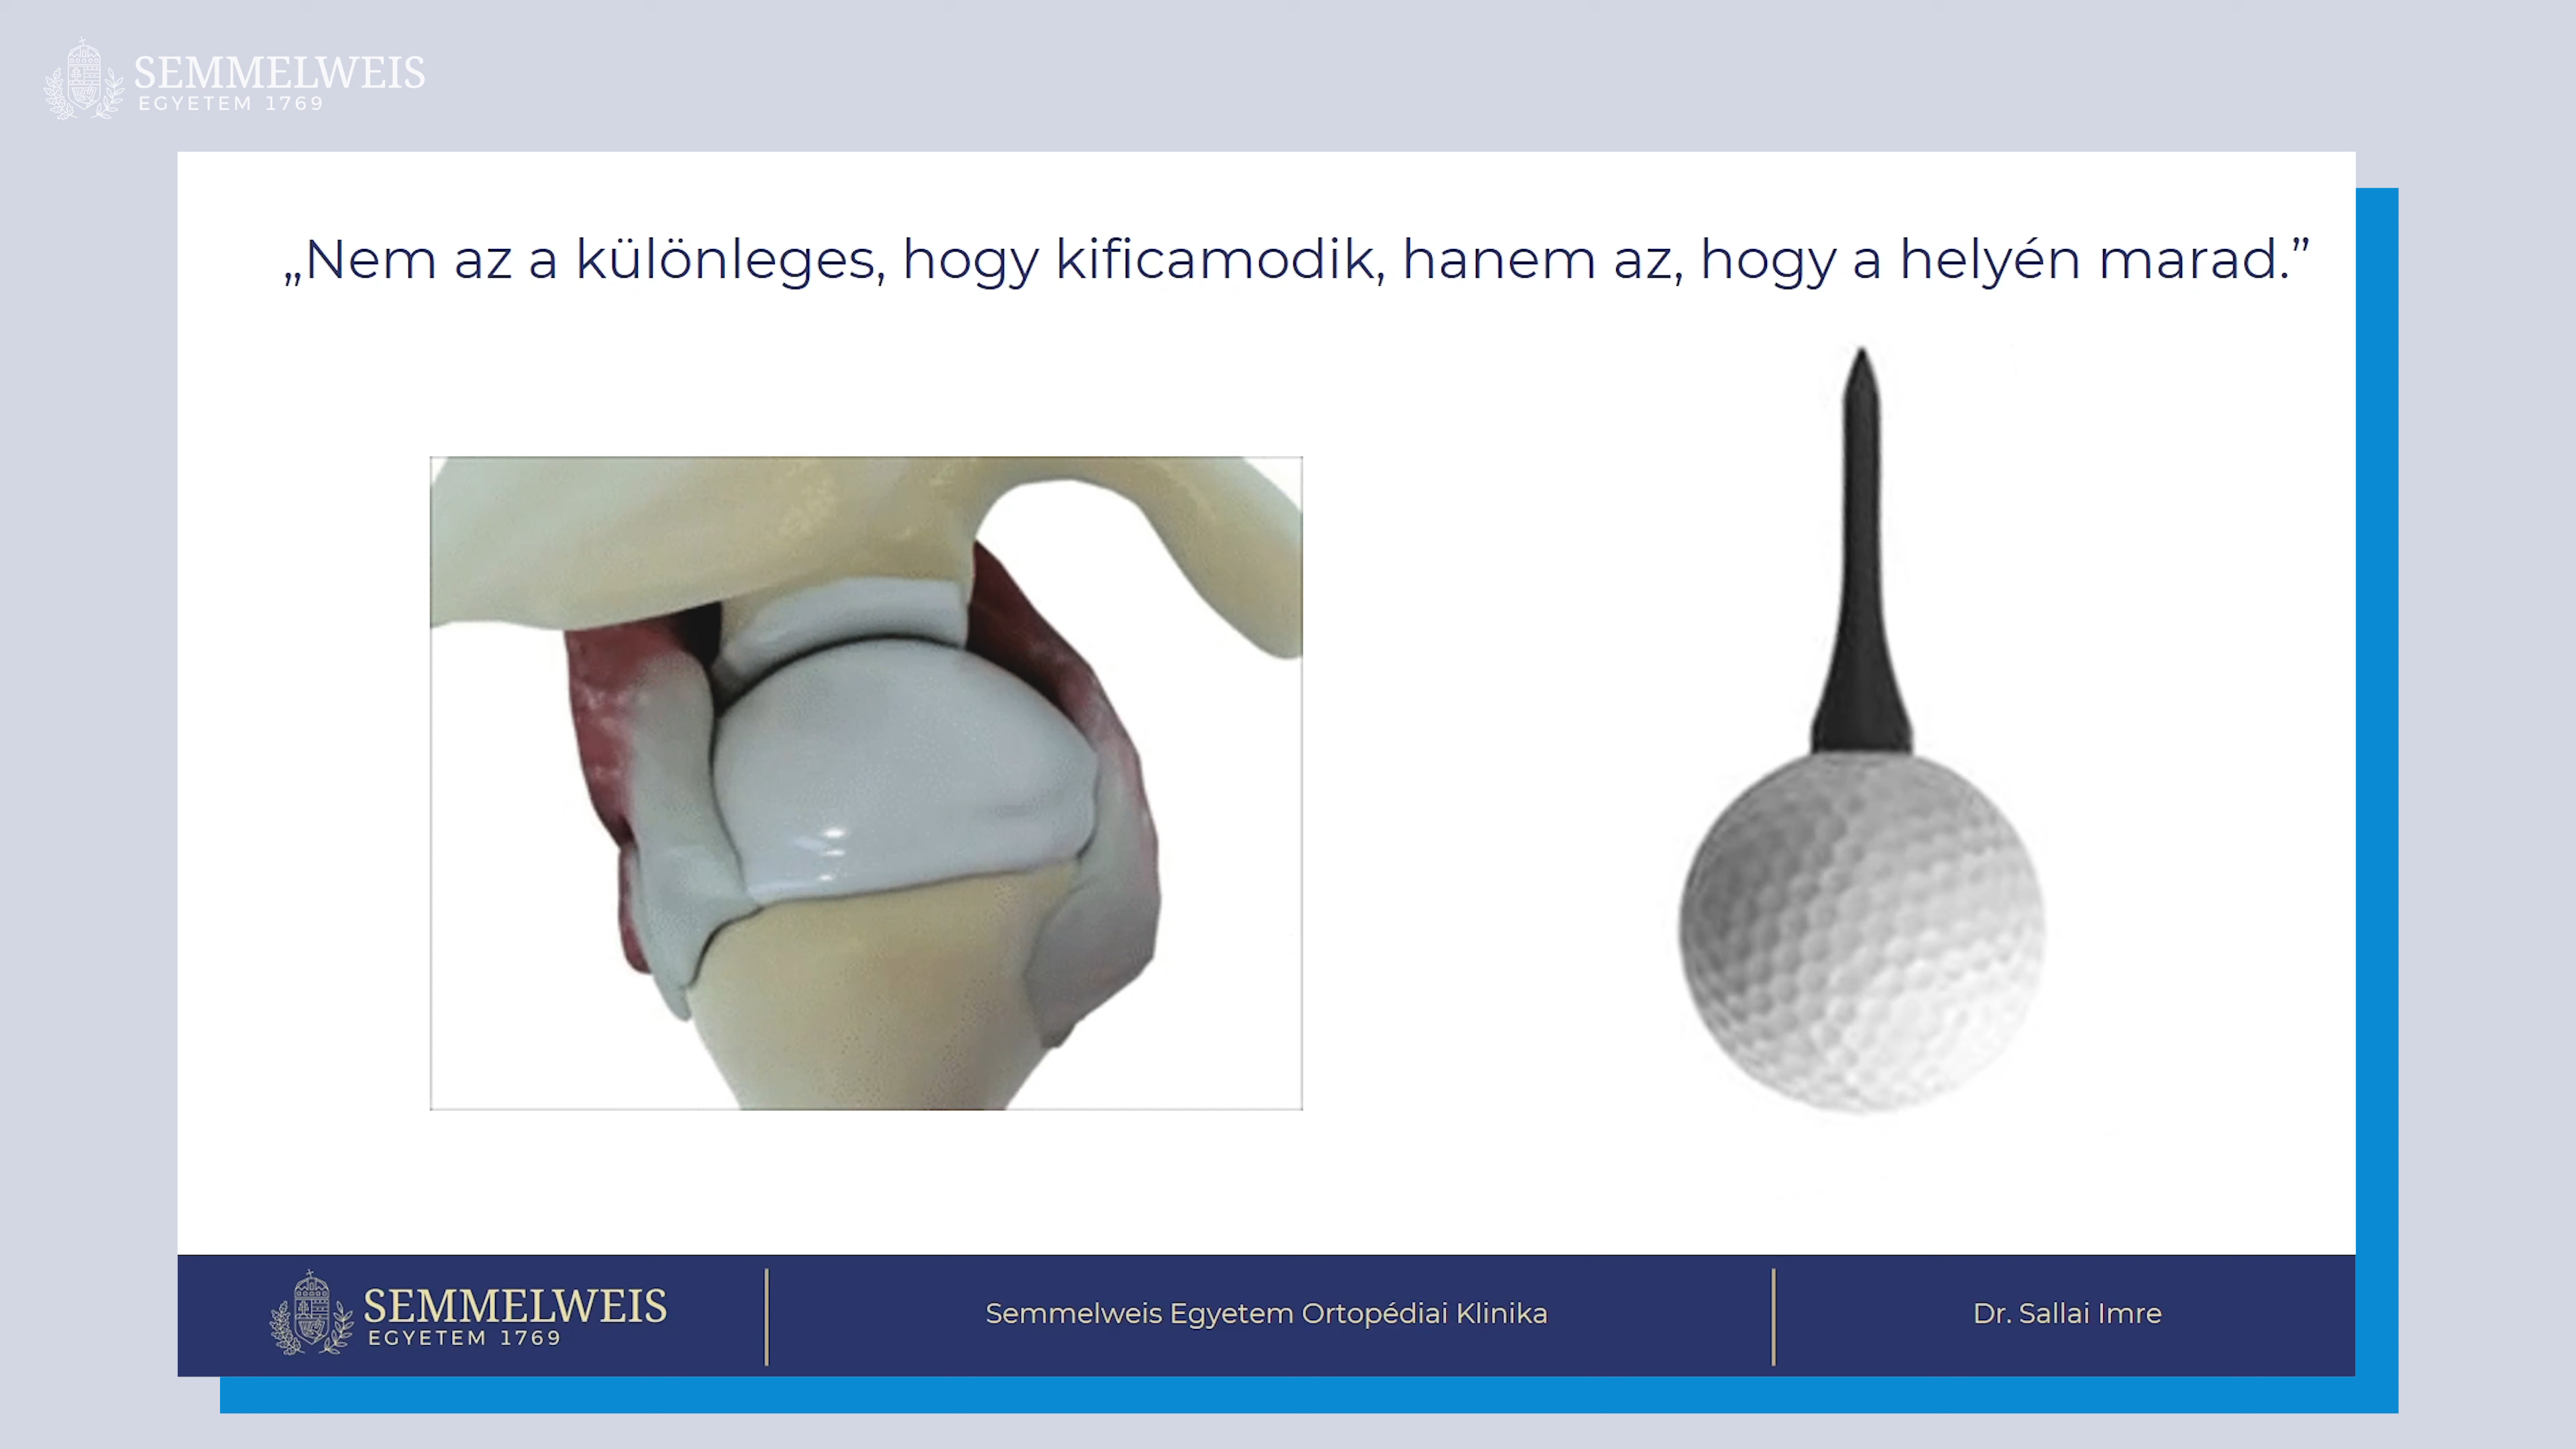 SEMMELWEIS
EGYETEM 1769
„Nem az a különleges, hogy kificamodik, hanem az, hogy a helyén marad.”
SEMMELWEIS
EGYETEM 1769
Semmelweis Egyetem Ortopédiai Klinika
Dr. Sallai Imre